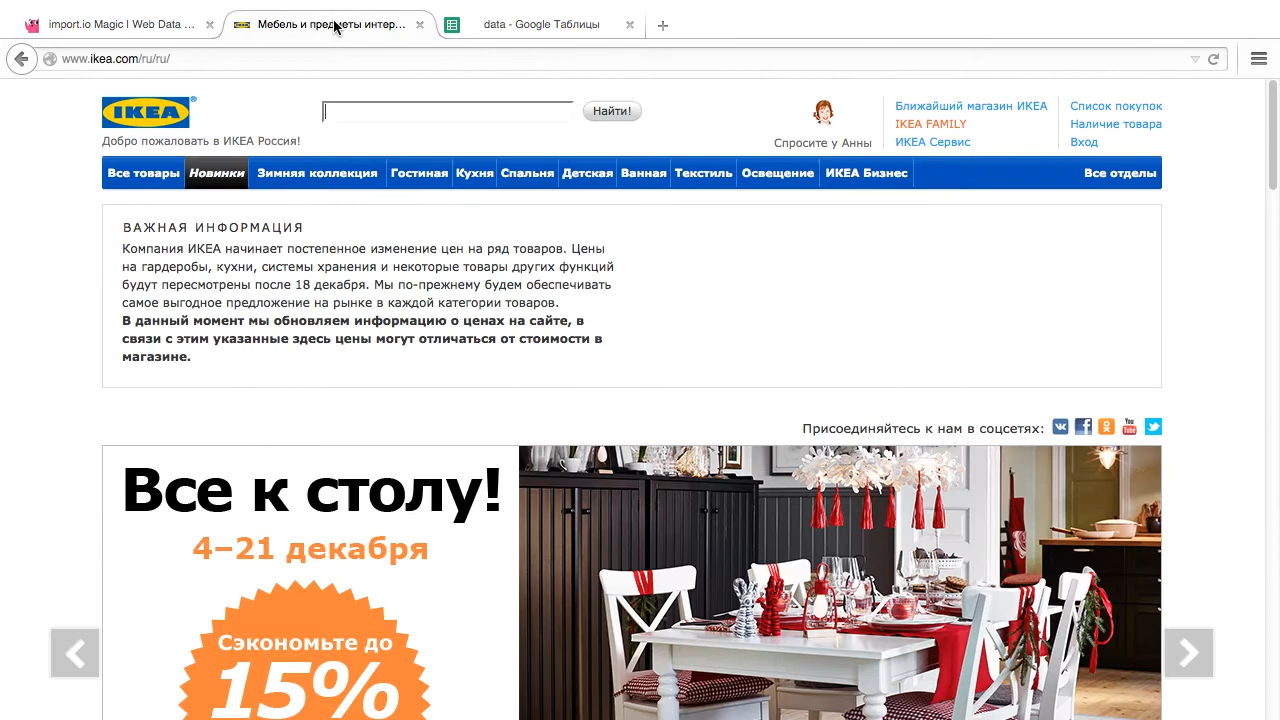 import.io Magic I Web Data ...
Мебель и предметы интер...
data - Google Таблицы
www.ikea.com/ru/ru/
IKEA®
Найти!
Добро пожаловать в ИКЕА Россия!
Спросите у Анны
Ближайший магазин ИКЕА
IKEA FAMILY
ИКЕА Сервис
Список покупок
Наличие товара
Вход
Все товары
Новинки
Зимняя коллекция
Гостиная
Кухня
Спальня
Детская
Ванная
Текстиль
Освещение
ИКЕА Бизнес
Все отделы
ВАЖНАЯ ИНФОРМАЦИЯ
Компания ИКЕА начинает постепенное изменение цен на ряд товаров. Цены
на гардеробы, кухни, системы хранения и некоторые товары других функций
будут пересмотрены после 18 декабря. Мы по-прежнему будем обеспечивать
самое выгодное предложение на рынке в каждой категории товаров.
В данный момент мы обновляем информацию о ценах на сайте, в
связи с этим указанные здесь цены могут отличаться от стоимости в
магазине.
Присоединяйтесь к нам в соцсетях:
You Tube
Все к столу!
4–21 декабря
Сэкономьте до
15%